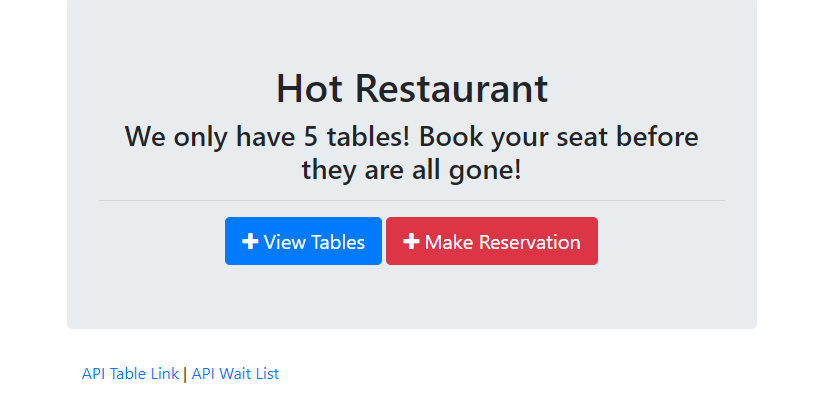 Hot Restaurant
We only have 5 tables! Book your seat before
they are all gone!
View Tables Make Reservation
API Table Link | API Wait List